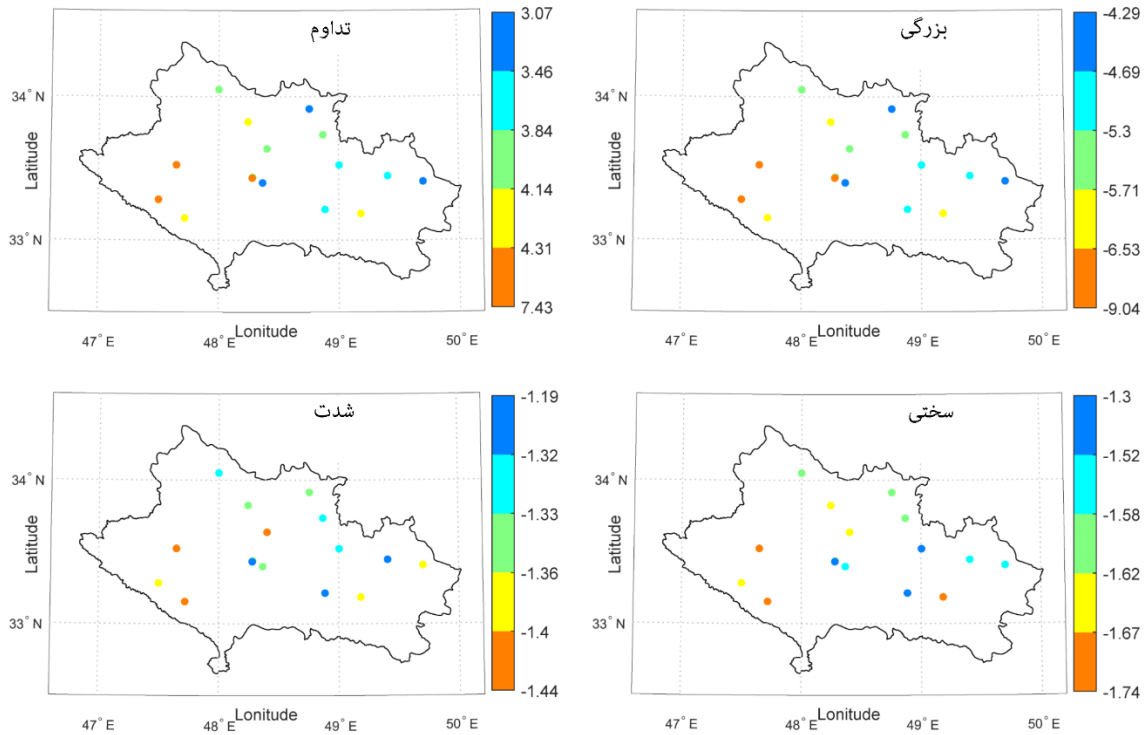 تداوم
3.07
3.46
3.84
4.14
4.31
7.43
34° N
33° N
Latitude
47° E
48° E
49° E
50° E
Lonitude
بزرگی
-4.29
-4.69
-5.3
-5.71
-6.53
-9.04
34° N
33° N
Latitude
47° E
48° E
49° E
50° E
Lonitude
شدت
-1.19
-1.32
-1.33
-1.36
-1.4
-1.44
34° N
33° N
Latitude
47° E
48° E
49° E
50° E
Lonitude
سختی
-1.3
-1.52
-1.58
-1.62
-1.67
-1.74
34° N
33° N
Latitude
47° E
48° E
49° E
50° E
Lonitude